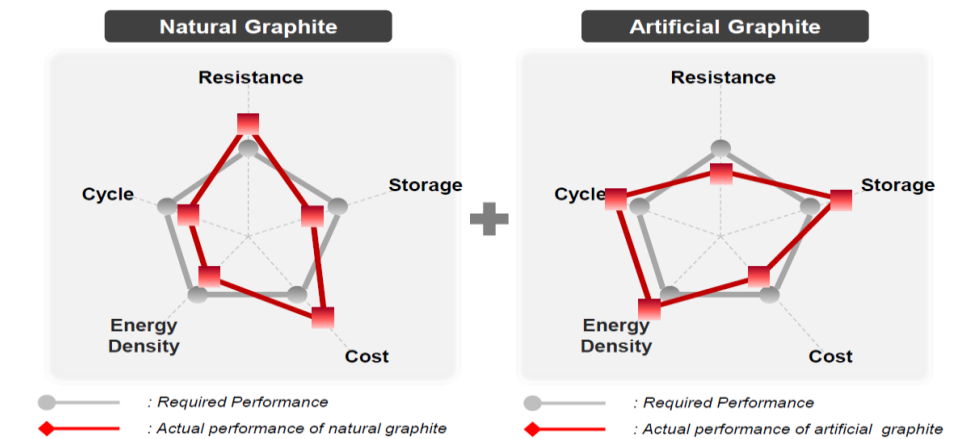 Natural Graphite
Resistance
Cycle
Storage
Energy
Density
Cost
: Required Performance
: Actual performance of natural graphite
Artificial Graphite
Resistance
Cycle
Storage
Energy
Density
Cost
: Required Performance
: Actual performance of artificial graphite